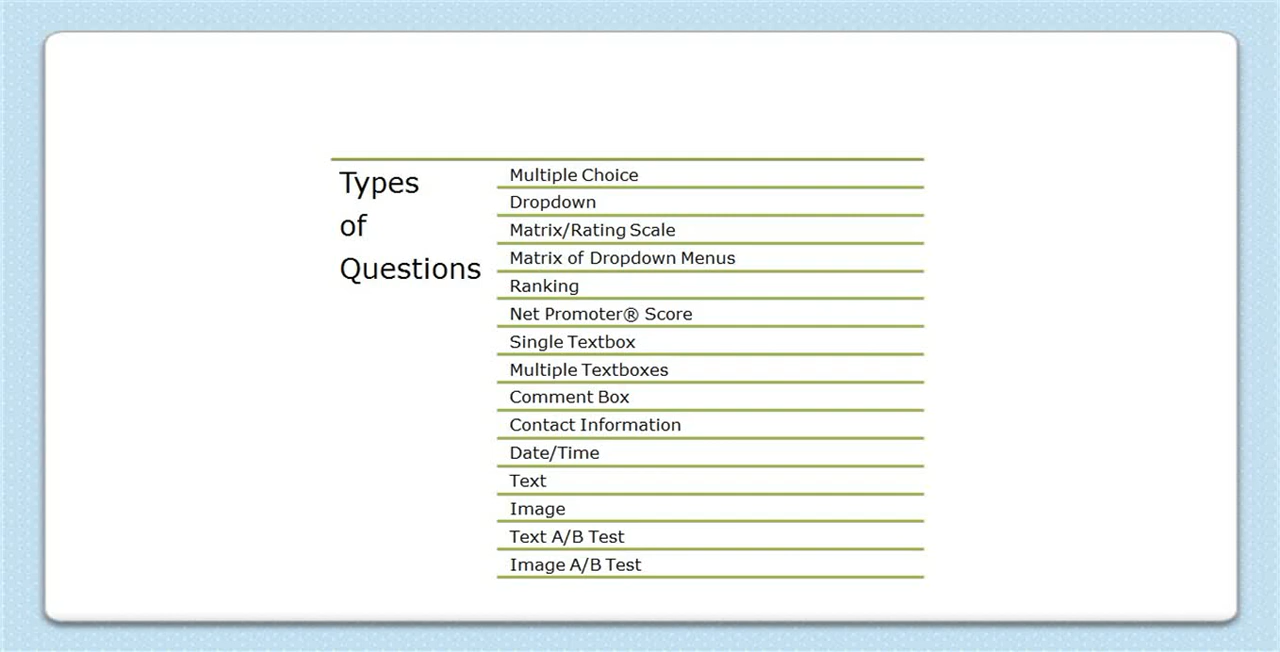 Types
of
Questions
Multiple Choice
Dropdown
Matrix/Rating Scale
Matrix of Dropdown Menus
Ranking
Net Promoter® Score
Single Textbox
Multiple Textboxes
Comment Box
Contact Information
Date/Time
Text
Image
Text A/B Test
Image A/B Test